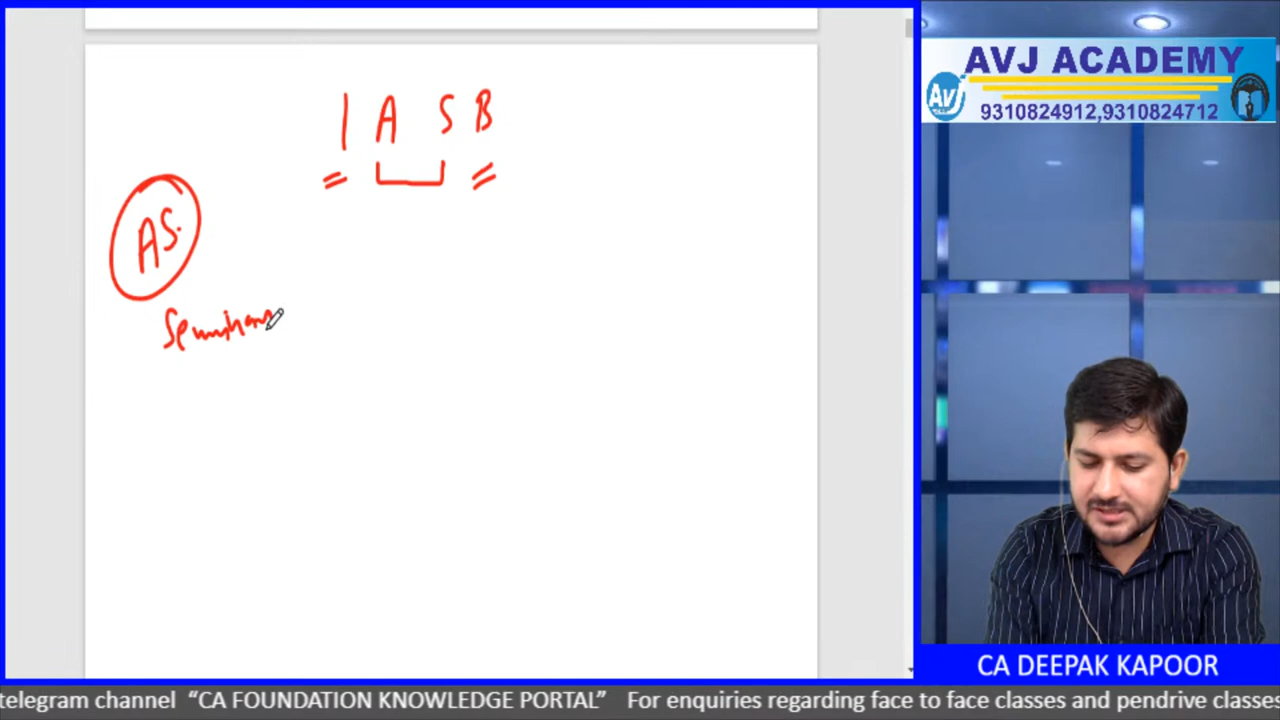 I A S B
AS.
AVJ ACADEMY
AV
9310824912,9310824712
CA DEEPAK KAPOOR
telegram channel “CA FOUNDATION KNOWLEDGE PORTAL” For enquiries regarding face to face classes and pendrive classes